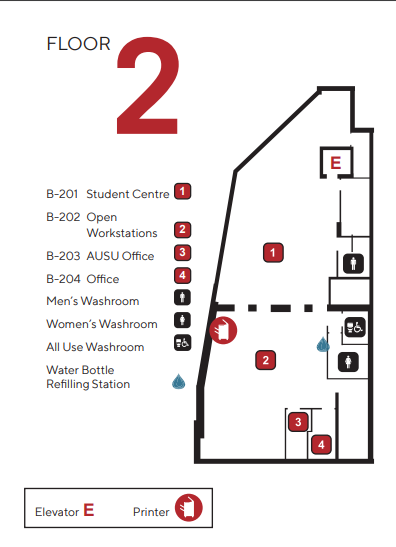 FLOOR 2
B-201 Student Centre 1
B-202 Open
Workstations 2
B-203 AUSU Office 3
B-204 Office 4
Men's Washroom
Women's Washroom
All Use Washroom
Water Bottle
Refilling Station
E
1
2
3
4
Elevator E Printer